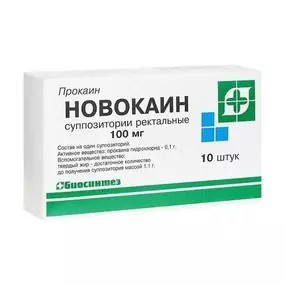 Прокаин
НОВОКАИН
суппозитории ректальные
100 мг
Состав на один суппозиторий.
Активное вещество: прокаина гидрохлорид - 0,1 г.
Вспомогательное вещество:
твердый жир - достаточное количество
до получения суппозитория массой 1,1 г.
10 штук
биосинтез